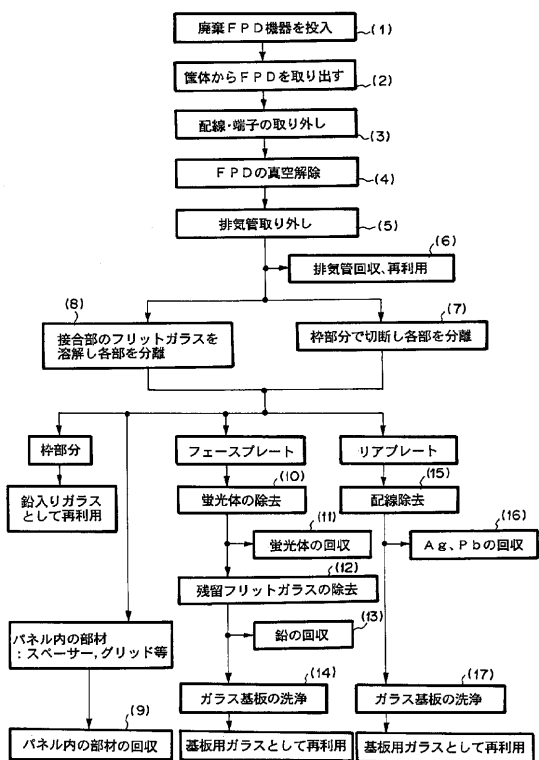 廃棄FPD機器を投入
(1)
筐体からFPDを取り出す
(2)
配線・端子の取り外し
(3)
FPDの真空解除
(4)
排気管取り外し
(5)
(6)
排気管回収、再利用
(8)
接合部のフリットガラスを
溶解し各部を分離
(7)
枠部分で切断し各部を分離
枠部分
鉛入りガラス
として再利用
パネル内の部材
:スペーサー,グリッド等
(9)
パネル内の部材の回収
フェースプレート
(10)
蛍光体の除去
(11)
蛍光体の回収
(12)
残留フリットガラスの除去
(13)
鉛の回収
(14)
ガラス基板の洗浄
基板用ガラスとして再利用
リアプレート
(15)
配線除去
(16)
Ag、Pbの回収
(17)
ガラス基板の洗浄
基板用ガラスとして再利用